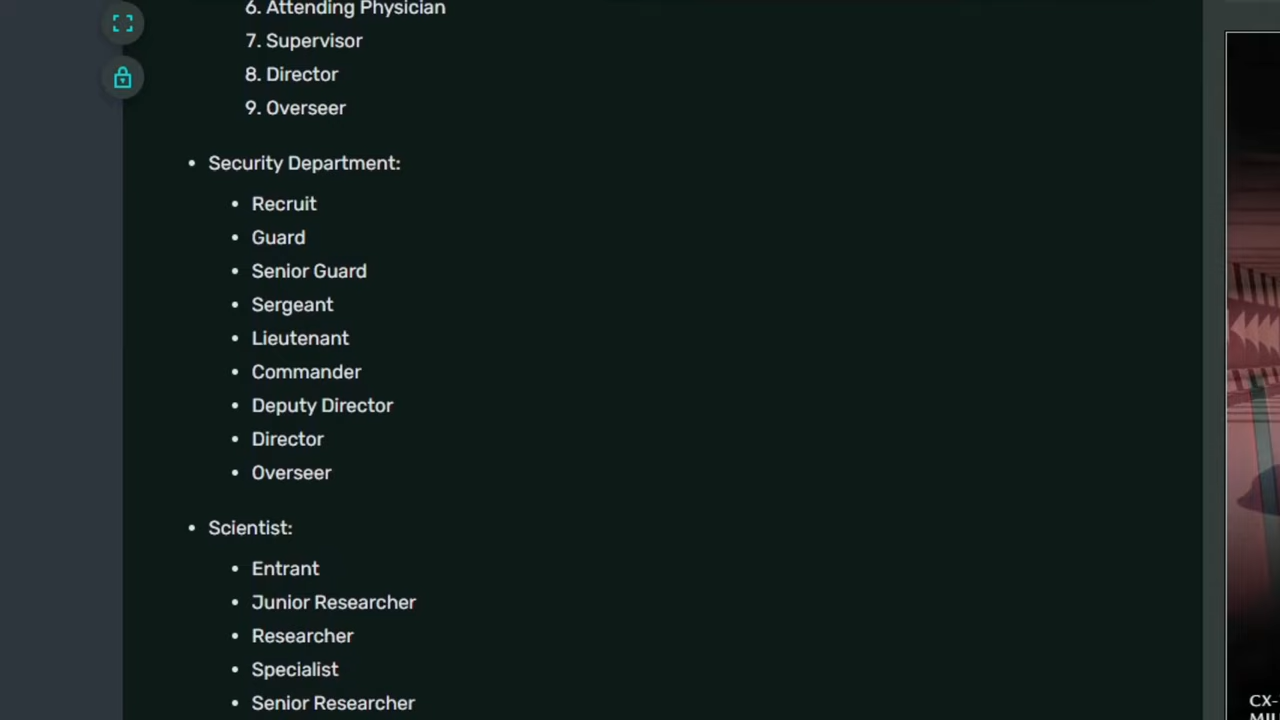 6. Attending Physician
7. Supervisor
8. Director
9. Overseer
• Security Department:
• Recruit
• Guard
• Senior Guard
• Sergeant
• Lieutenant
• Commander
• Deputy Director
• Director
• Overseer
• Scientist:
• Entrant
• Junior Researcher
• Researcher
• Specialist
• Senior Researcher
CX-